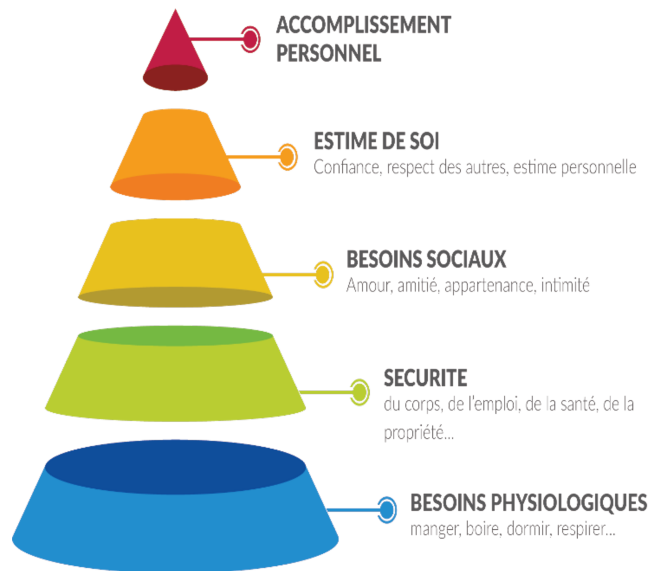 ACCOMPLISSEMENT
PERSONNEL
ESTIME DE SOI
Confiance, respect des autres, estime personnelle
BESOINS SOCIAUX
Amour, amitié, appartenance, intimité
SECURITE
du corps, de l'emploi, de la santé, de la
propriété...
BESOINS PHYSIOLOGIQUES
manger, boire, dormir, respirer...